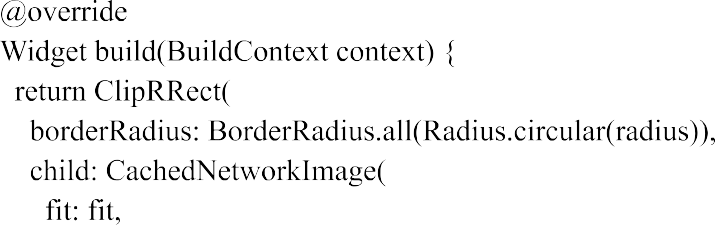 @override
Widget build(BuildContext context) {
  return ClipRRect(
    borderRadius: BorderRadius.all(Radius.circular(radius)),
    child: CachedNetworkImage(
      fit: fit,